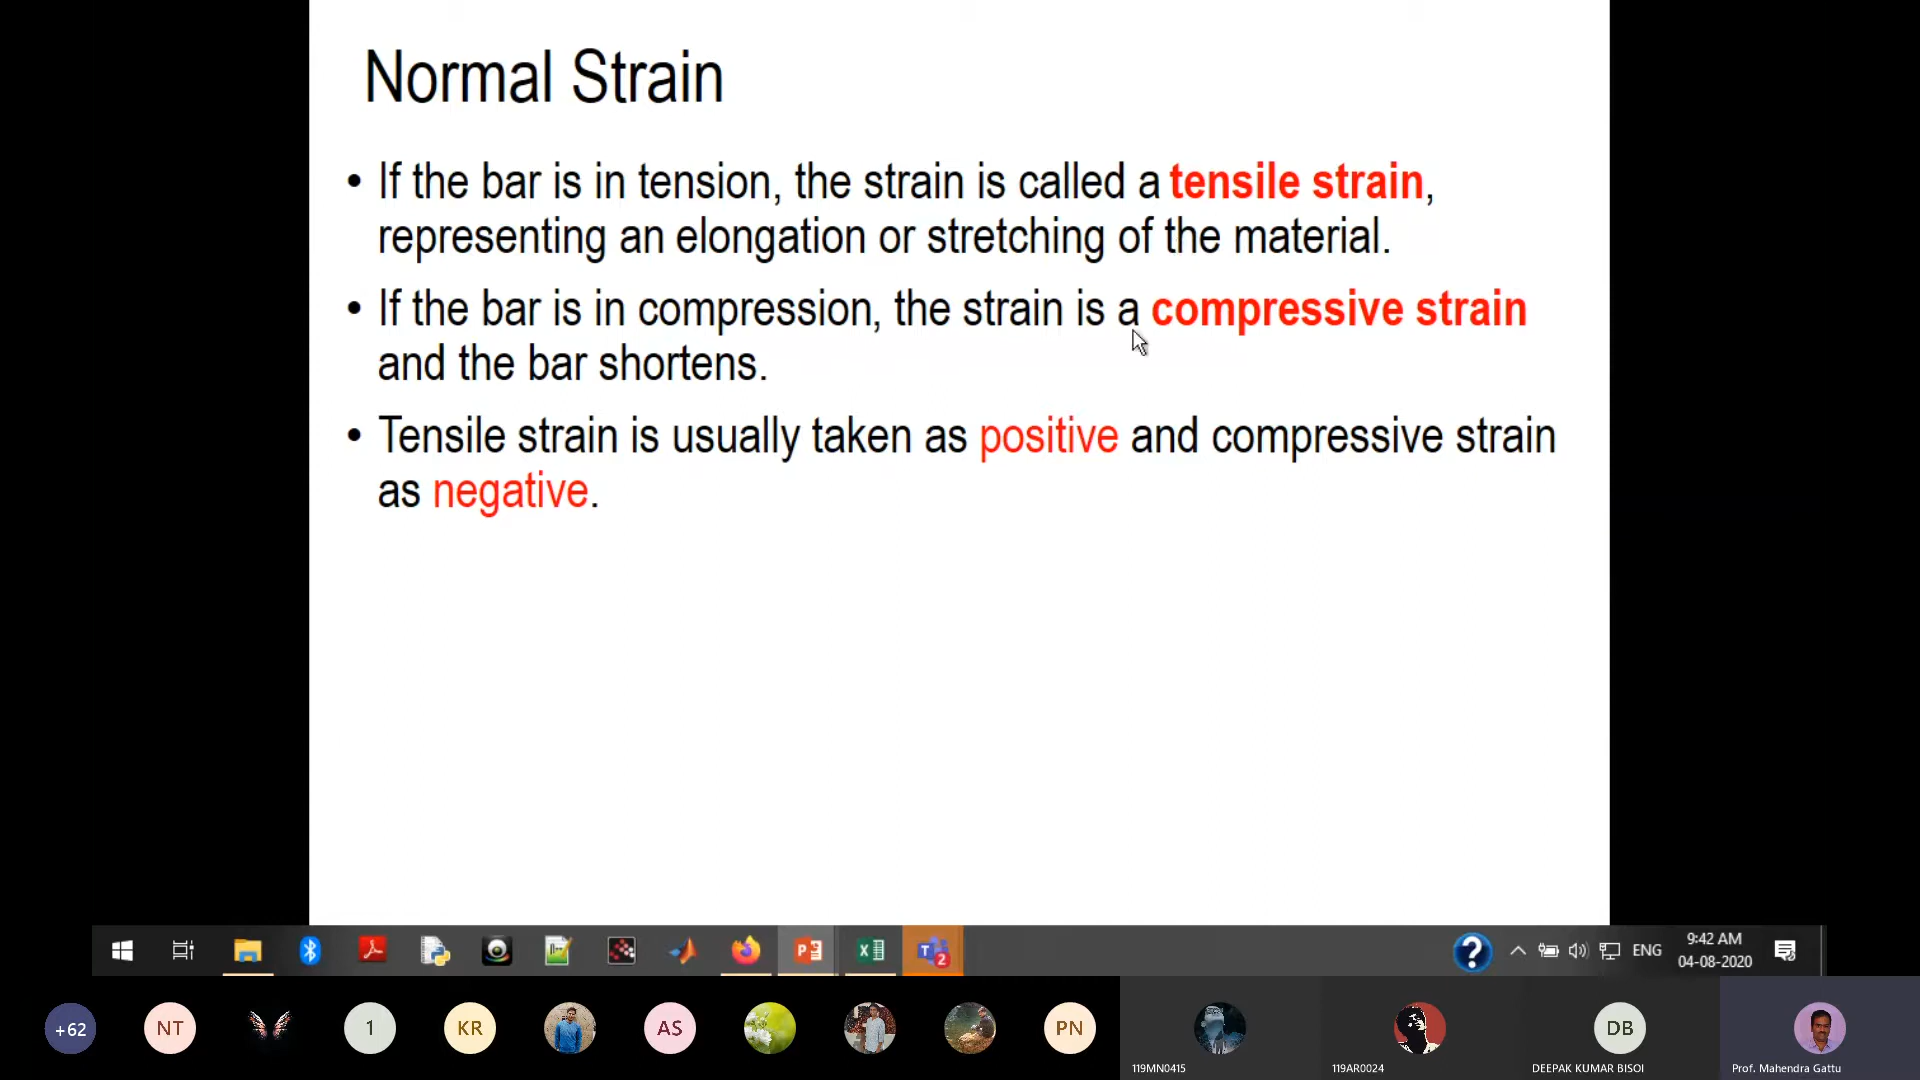 Normal Strain
• If the bar is in tension, the strain is called a tensile strain,
representing an elongation or stretching of the material.
• If the bar is in compression, the strain is a compressive strain
and the bar shortens.
• Tensile strain is usually taken as positive and compressive strain
as negative.
ENG
9:42 AM
04-08-2020
+62
NT
1
KR
AS
PN
DB
119MN0415
119AR0024
DEEPAK KUMAR BISOI
Prof. Mahendra Gattu